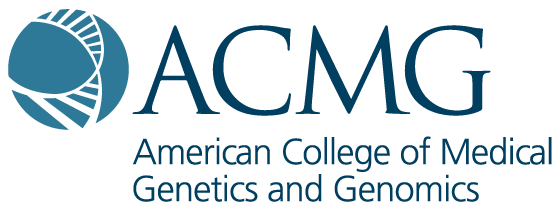 ACMG
American College of Medical
Genetics and Genomics